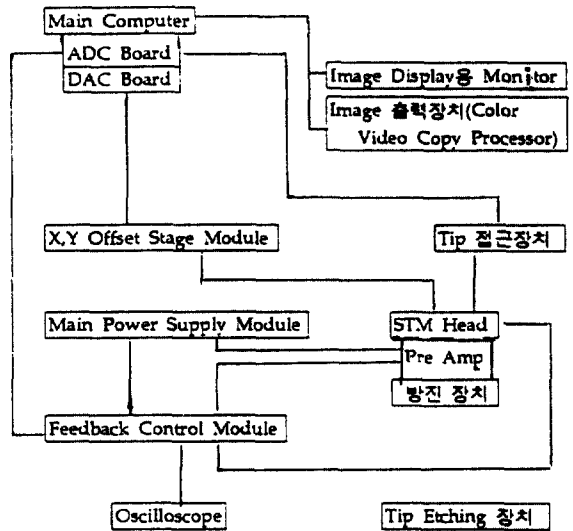 Main Computer
ADC Board
DAC Board
Image Display용 Monitor
Image 출력장치(Color
Video Copy Processor)
X,Y Offset Stage Module
Tip 접근장치
Main Power Supply Module
STM Head
Pre Amp
방진 장치
Feedback Control Module
Oscilloscope
Tip Etching 장치